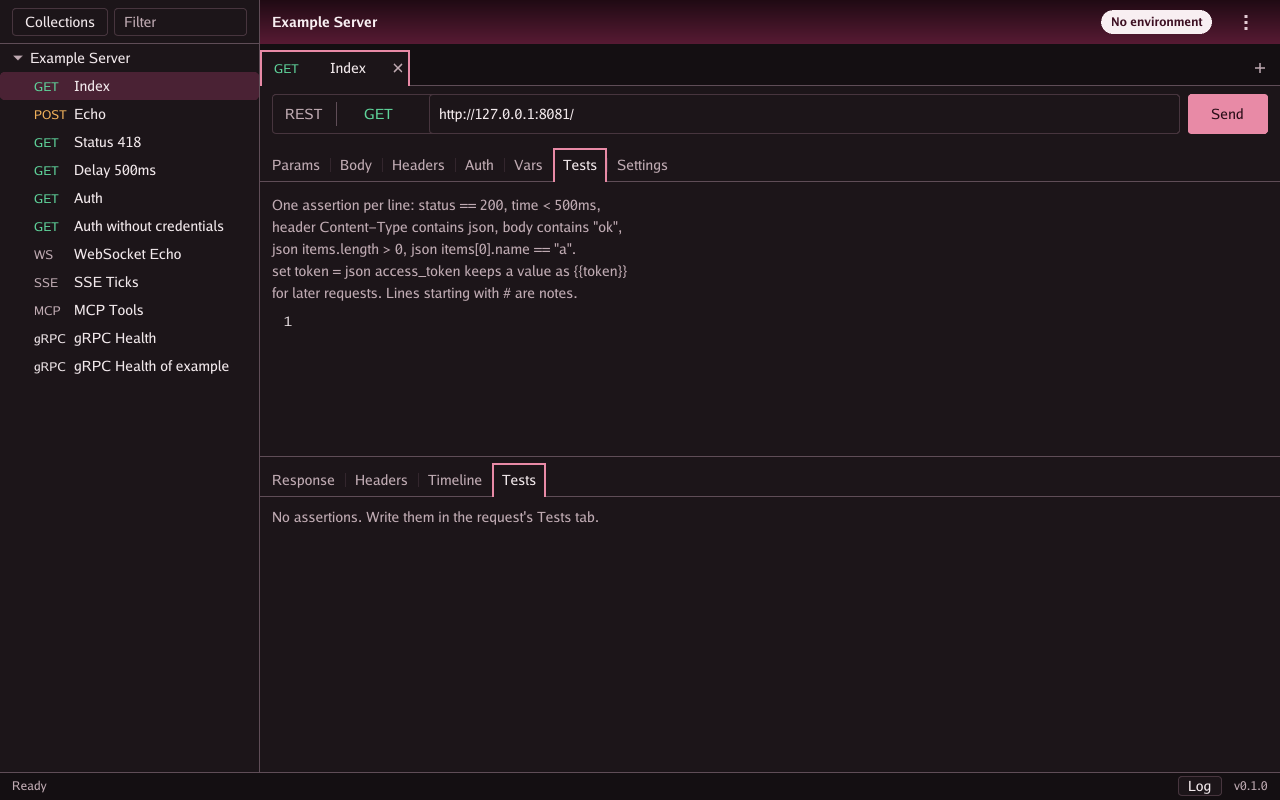 Collections
Filter
Example Server
No environment
Example Server
GET Index
POST Echo
GET Status 418
GET Delay 500ms
GET Auth
GET Auth without credentials
WS WebSocket Echo
SSE SSE Ticks
MCP MCP Tools
gRPC gRPC Health
gRPC gRPC Health of example
GET Index
REST GET http://127.0.0.1:8081/ Send
Params Body Headers Auth Vars Tests Settings
One assertion per line: status == 200, time < 500ms,
header Content-Type contains json, body contains "ok",
json items.length > 0, json items[0].name == "a".
set token = json access_token keeps a value as {{token}}
for later requests. Lines starting with # are notes.
1
Response Headers Timeline Tests
No assertions. Write them in the request's Tests tab.
Ready
Log v0.1.0